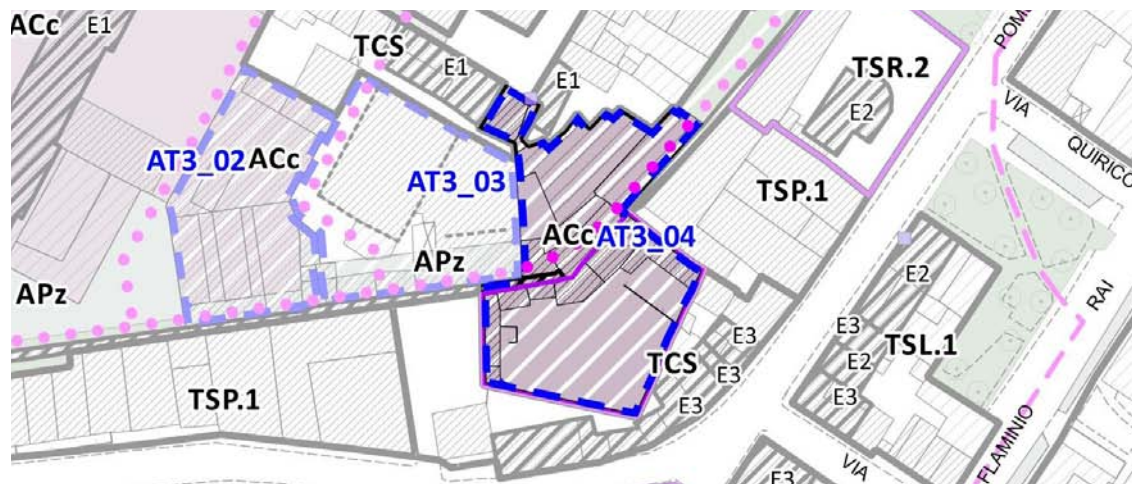 ACc
E1
TCS
E1
E1
TSR.2
E2
POM
VIA
QUIRICO
AT3_02
ACc
AT3_03
TSP.1
ACc
AT3_04
APz
APz
E2
E3
E2
E3
TSL.1
RAI
TCS
E3
E3
E3
TSP.1
FLAMINIO
VIA
E3